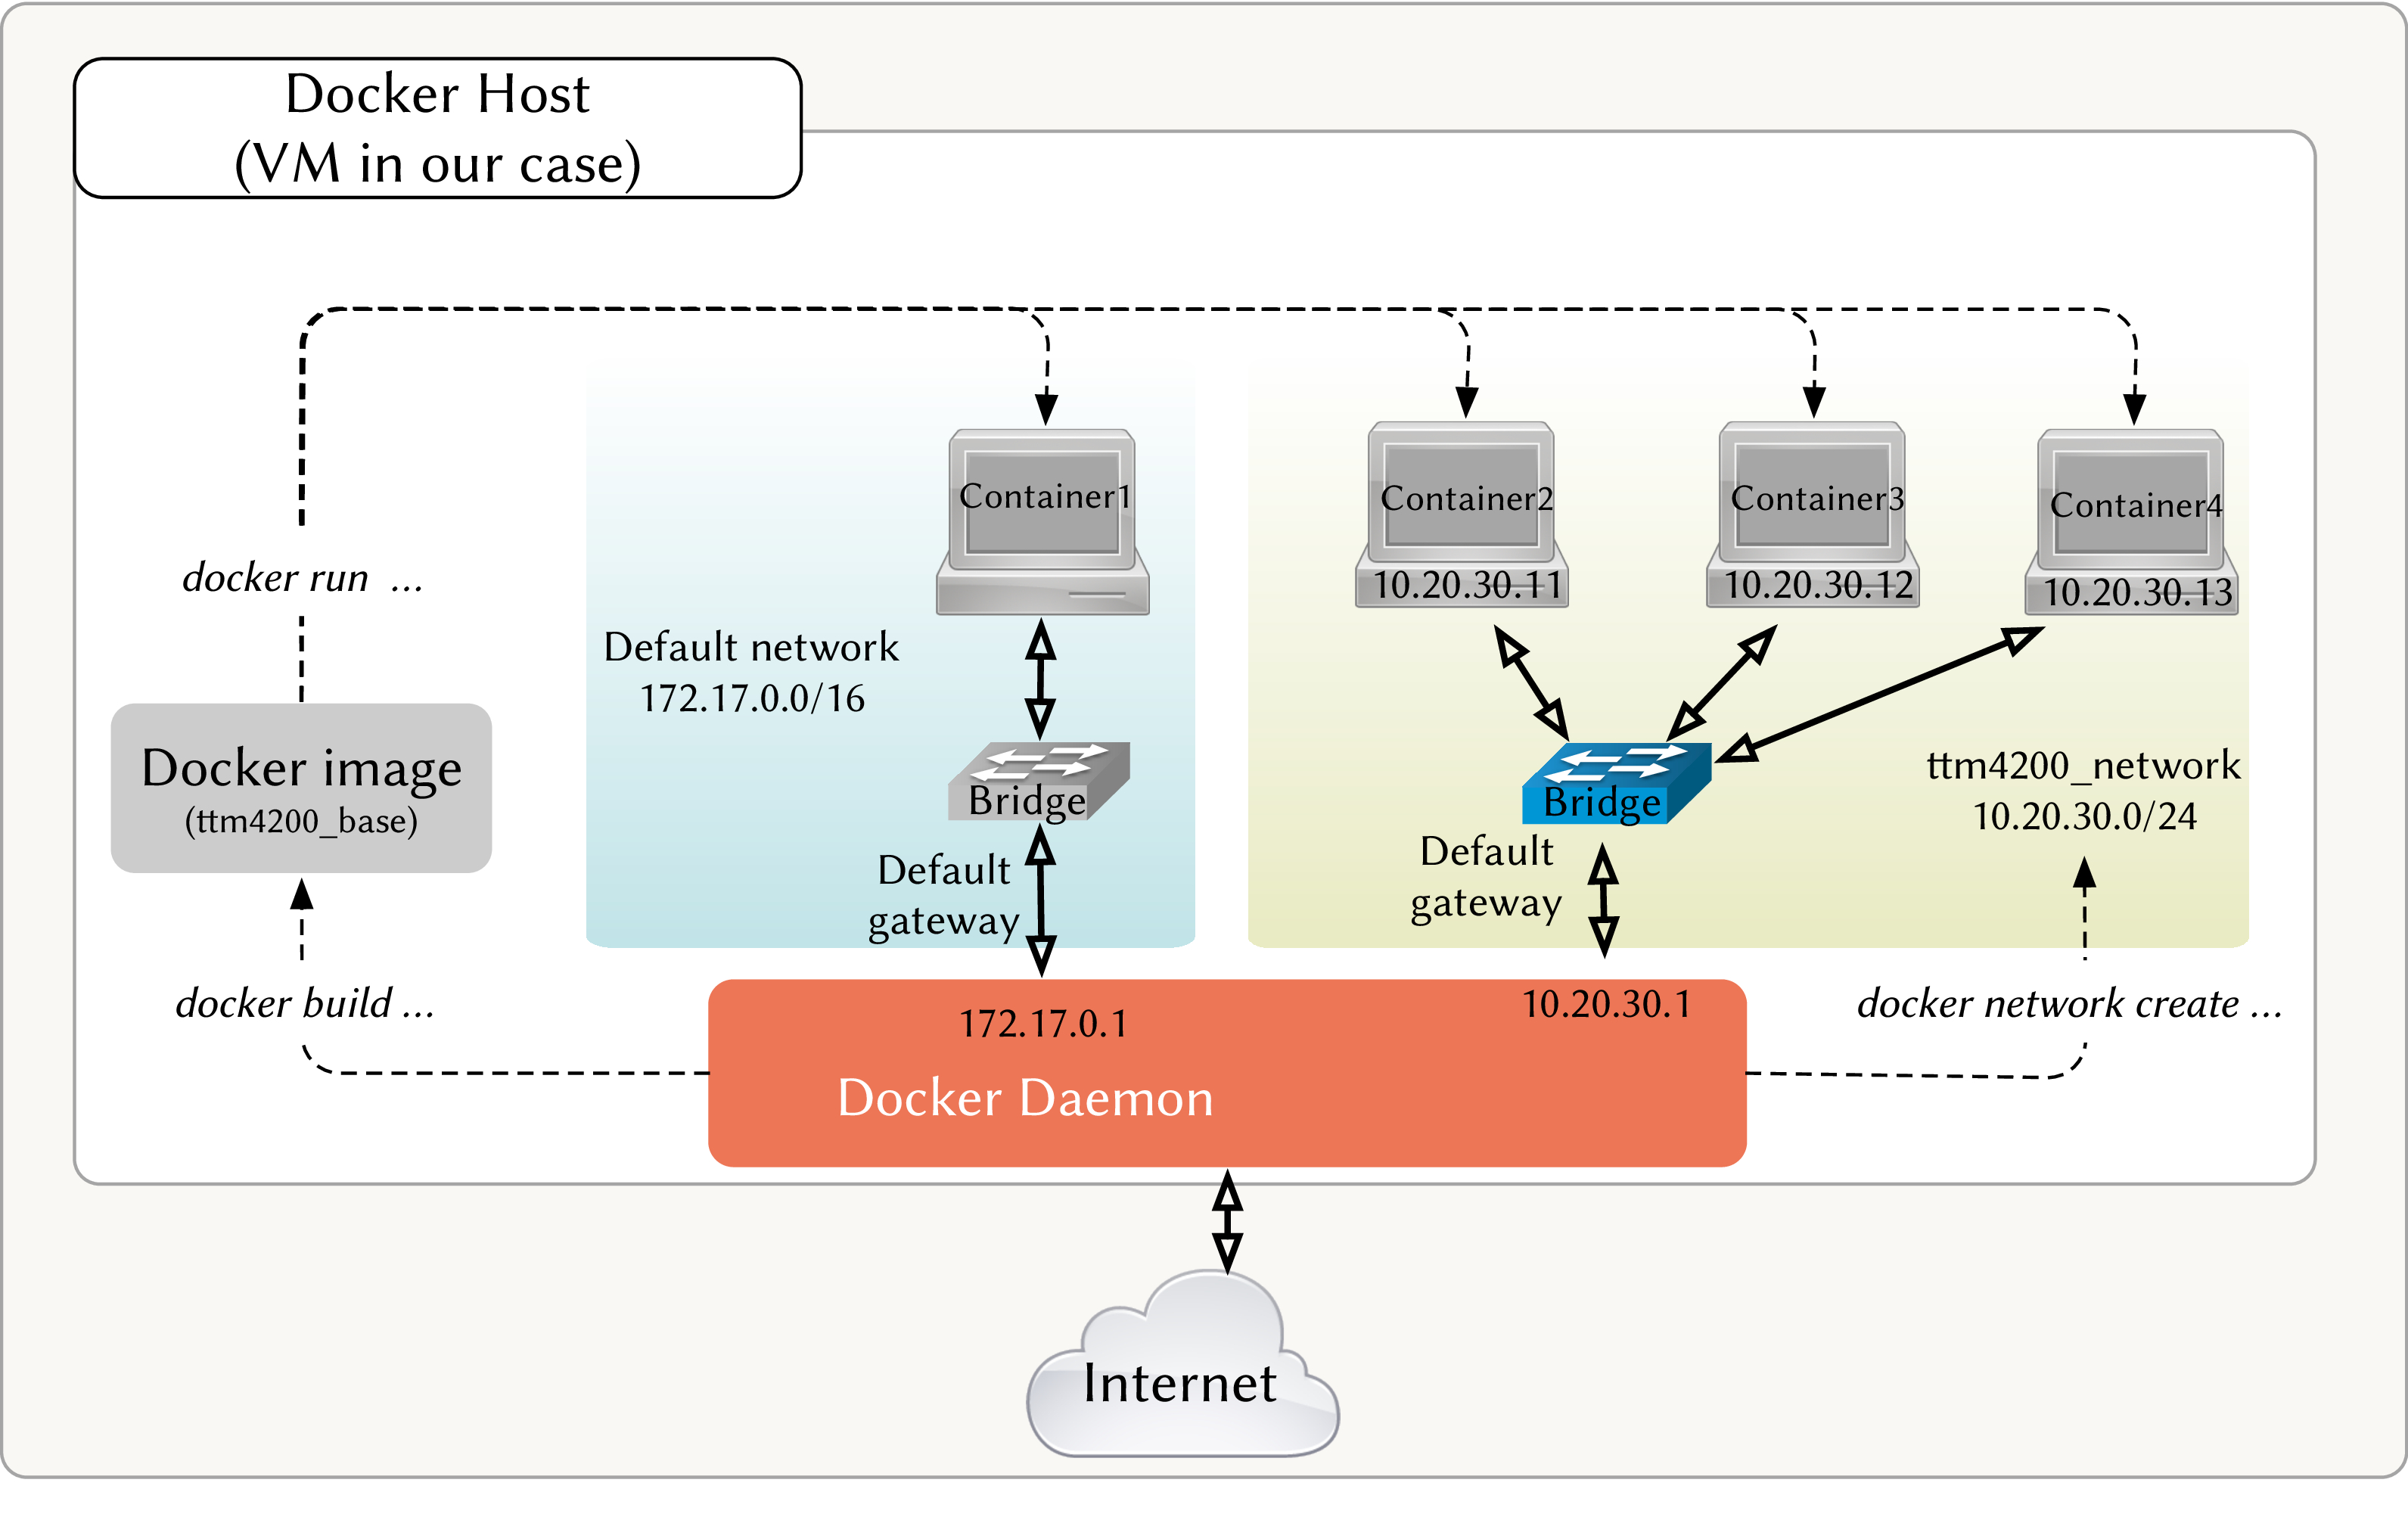 Docker Host
(VM in our case)
Container1
Container2
Container3
Container4
10.20.30.11
10.20.30.12
10.20.30.13
docker run ...
Default network
172.17.0.0/16
Docker image
(ttm4200_base)
Bridge
Bridge
ttm4200_network
10.20.30.0/24
Default
gateway
Default
gateway
docker build ...
172.17.0.1
10.20.30.1
docker network create ...
Docker Daemon
Internet